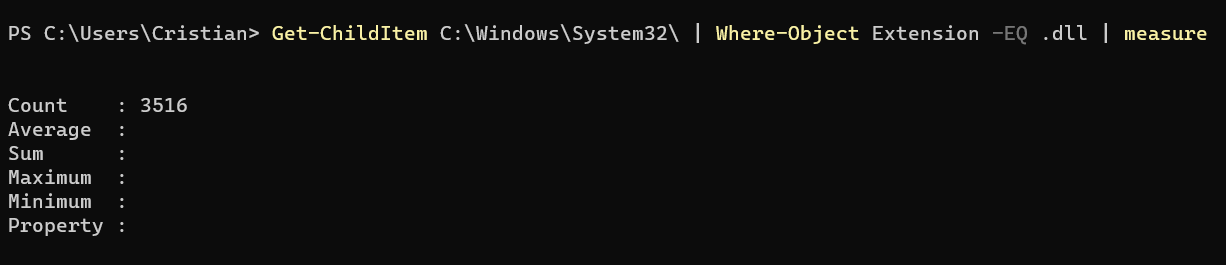 PS C:\Users\Cristian> Get-ChildItem C:\Windows\System32\ | Where-Object Extension -EQ .dll | measure
Count    : 3516
Average  :
Sum      :
Maximum  :
Minimum  :
Property :